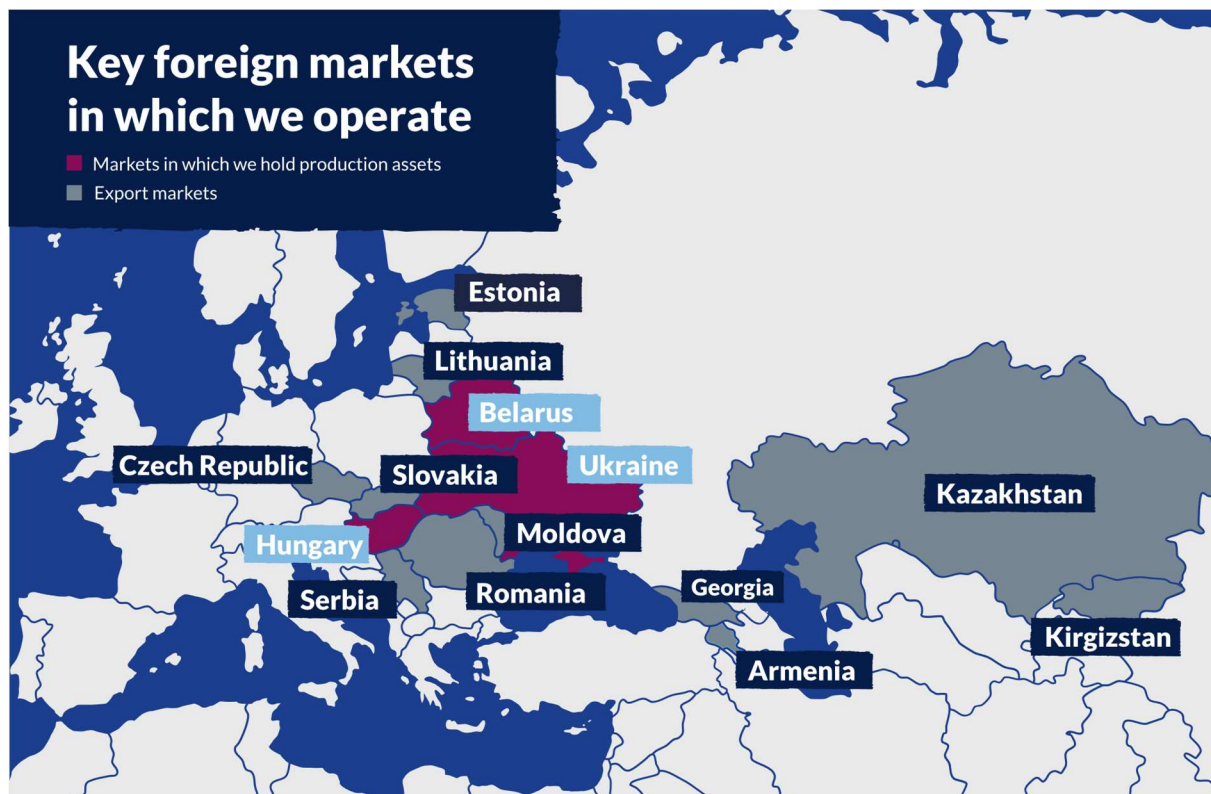 Key foreign markets
in which we operate
Markets in which we hold production assets
Export markets
Estonia
Lithuania
Belarus
Czech Republic
Slovakia
Ukraine
Kazakhstan
Hungary
Moldova
Serbia
Romania
Georgia
Kirgizstan
Armenia